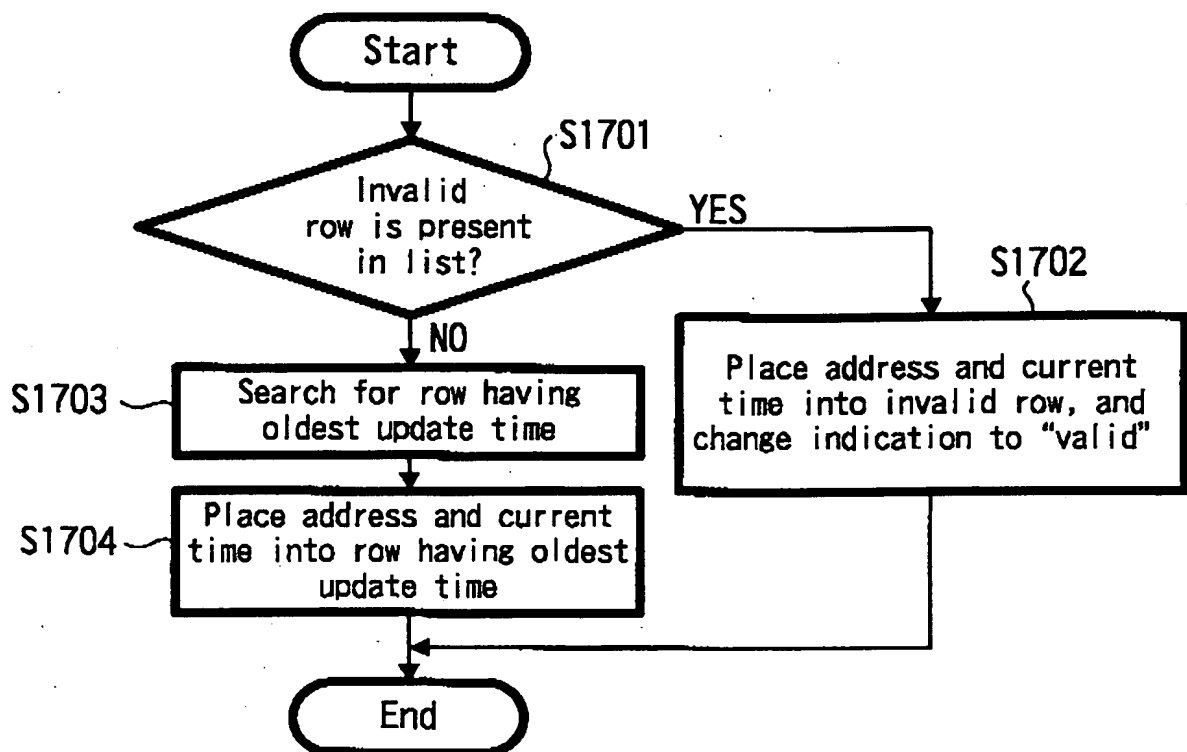 Start
S1701
Invalid
row is present
in list?
YES
NO
S1702
Place address and current
time into invalid row, and
change indication to “valid”
S1703
Search for row having
oldest update time
S1704
Place address and current
time into row having oldest
update time
End